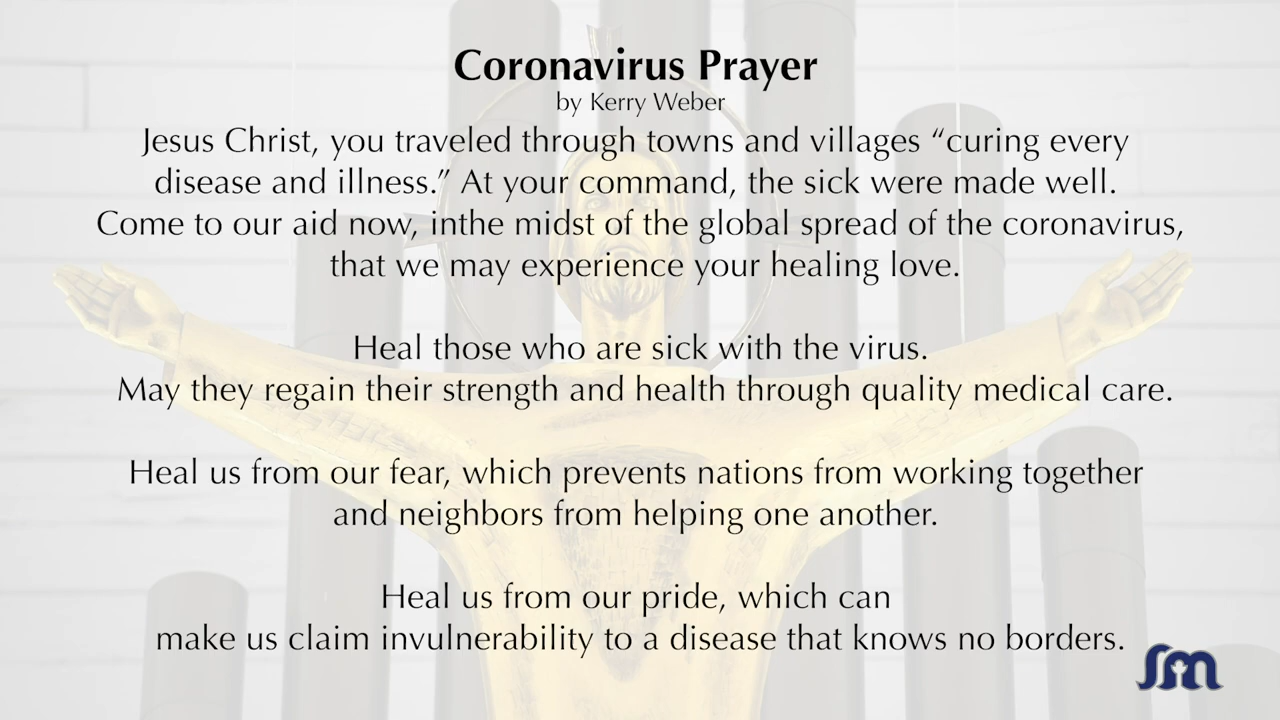 Coronavirus Prayer
by Kerry Weber
Jesus Christ, you traveled through towns and villages “curing every
disease and illness.” At your command, the sick were made well.
Come to our aid now, inthe midst of the global spread of the coronavirus,
that we may experience your healing love.
Heal those who are sick with the virus.
May they regain their strength and health through quality medical care.
Heal us from our fear, which prevents nations from working together
and neighbors from helping one another.
Heal us from our pride, which can
make us claim invulnerability to a disease that knows no borders.
sm